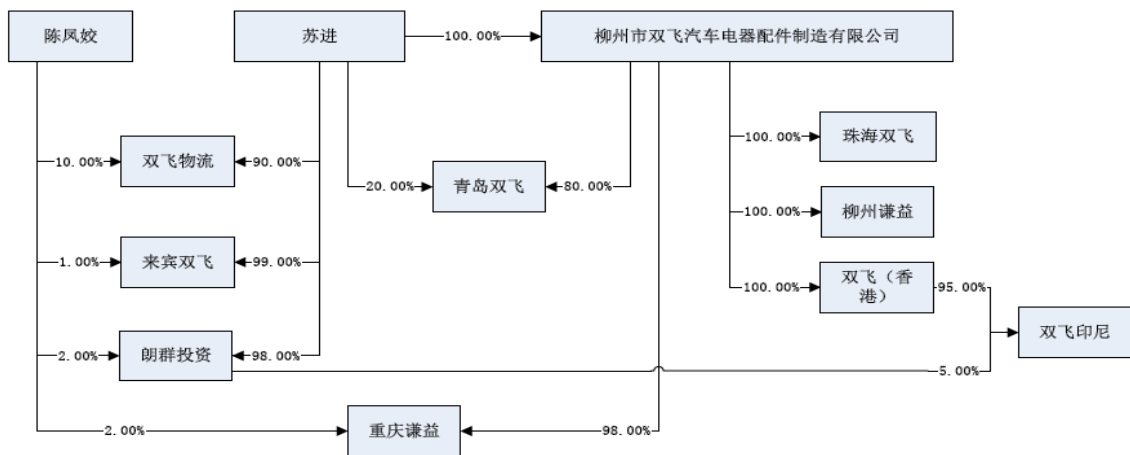 陈凤姣
苏进
100.00%
柳州市双飞汽车电器配件制造有限公司
10.00%
双飞物流
90.00%
20.00%
青岛双飞
80.00%
100.00%
珠海双飞
100.00%
柳州谦益
1.00%
来宾双飞
99.00%
100.00%
双飞（香
港）
95.00%
双飞印尼
2.00%
朗群投资
98.00%
5.00%
2.00%
重庆谦益
98.00%